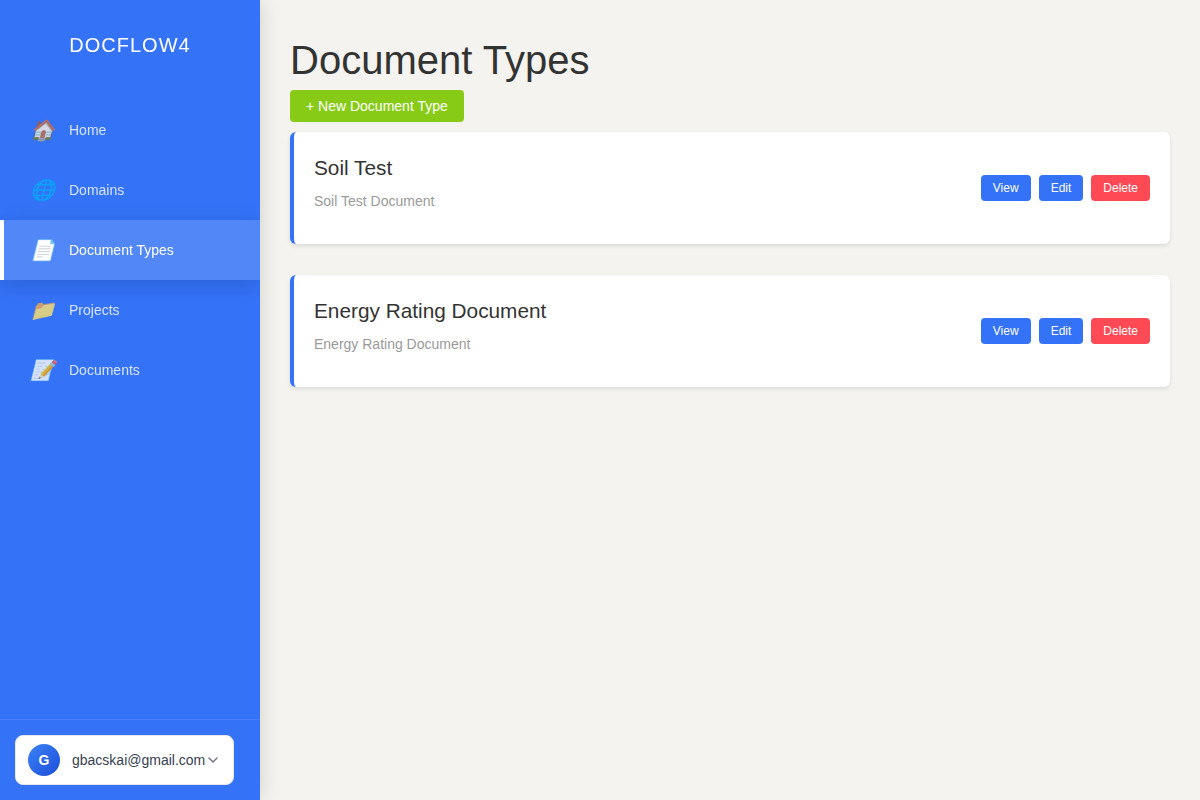 DOCFLOW4
Home
Domains
Document Types
Projects
Documents
G
gbacskai@gmail.com
Document Types
+ New Document Type
Soil Test
Soil Test Document
View
Edit
Delete
Energy Rating Document
Energy Rating Document
View
Edit
Delete